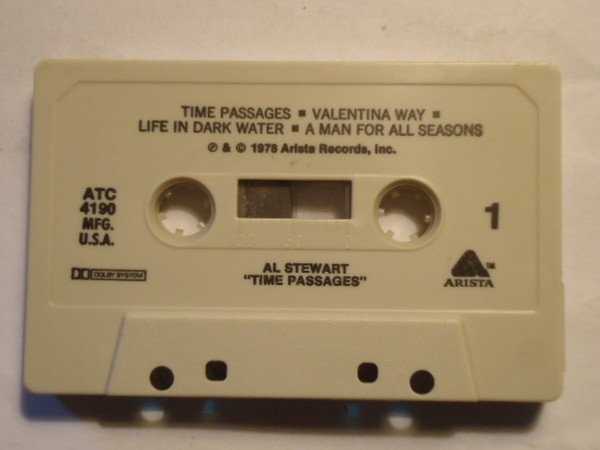 TIME PASSAGES ▪ VALENTINA WAY ▪
LIFE IN DARK WATER ▪ A MAN FOR ALL SEASONS
℗ & © 1978 Arista Records, Inc.
ATC
4190
MFG.
U.S.A.
1
DOLBY SYSTEM
AL STEWART
"TIME PASSAGES"
ARISTA™